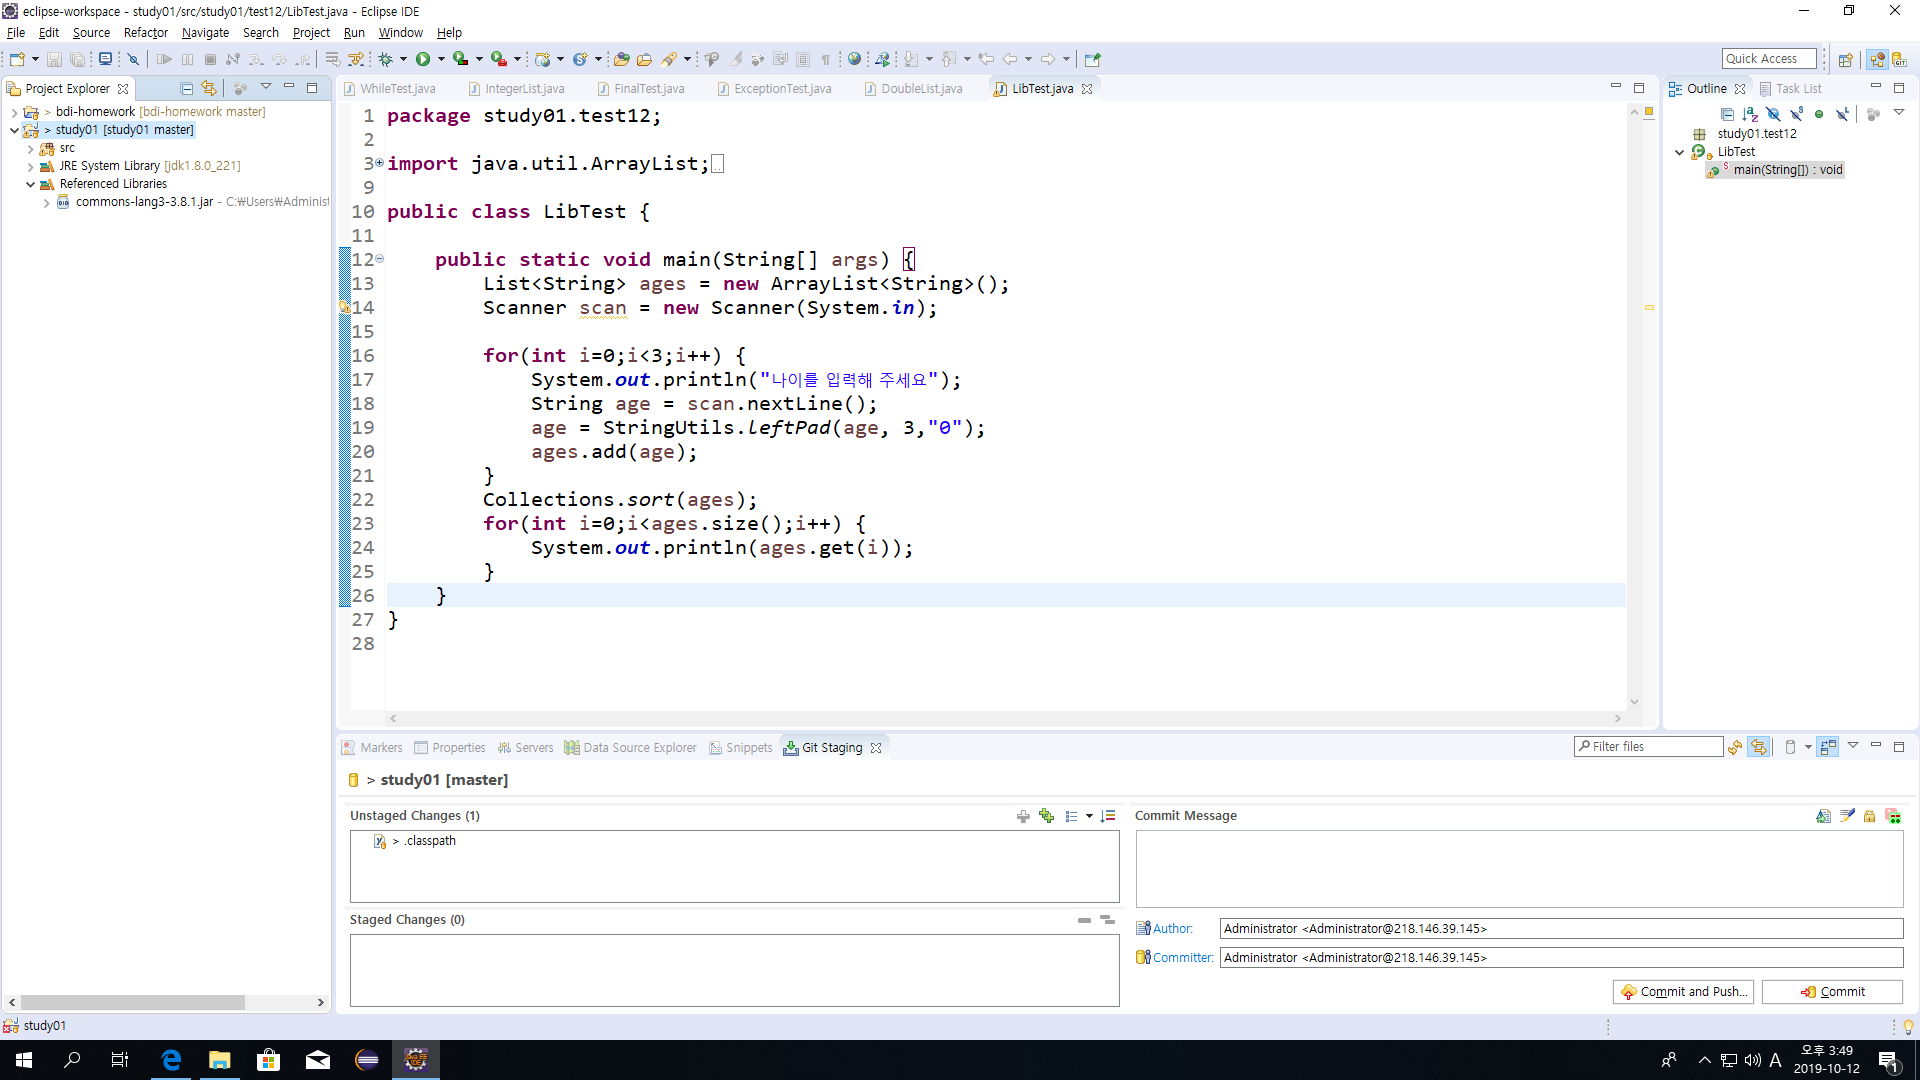 eclipse-workspace - study01/src/study01/test12/LibTest.java - Eclipse IDE
File Edit Source Refactor Navigate Search Project Run Window Help
Quick Access
Project Explorer
> bdi-homework [bdi-homework master]
> study01 [study01 master]
src
JRE System Library [jdk1.8.0_221]
Referenced Libraries
commons-lang3-3.8.1.jar - C:₩Users₩Administ
WhileTest.java IntegerList.java FinalTest.java ExceptionTest.java DoubleList.java LibTest.java
1 package study01.test12;
2
3 import java.util.ArrayList;
9
10 public class LibTest {
11
12 public static void main(String[] args) {
13 List<String> ages = new ArrayList<String>();
14 Scanner scan = new Scanner(System.in);
15
16 for(int i=0;i<3;i++) {
17 System.out.println("나이를 입력해 주세요");
18 String age = scan.nextLine();
19 age = StringUtils.leftPad(age, 3,"0");
20 ages.add(age);
21 }
22 Collections.sort(ages);
23 for(int i=0;i<ages.size();i++) {
24 System.out.println(ages.get(i));
25 }
26 }
27 }
28
Outline Task List
study01.test12
LibTest
main(String[]) : void
Markers Properties Servers Data Source Explorer Snippets Git Staging
Filter files
> study01 [master]
Unstaged Changes (1)
> .classpath
Staged Changes (0)
Commit Message
Author: Administrator <Administrator@218.146.39.145>
Committer: Administrator <Administrator@218.146.39.145>
Commit and Push... Commit
study01
A
오후 3:49
2019-10-12
1